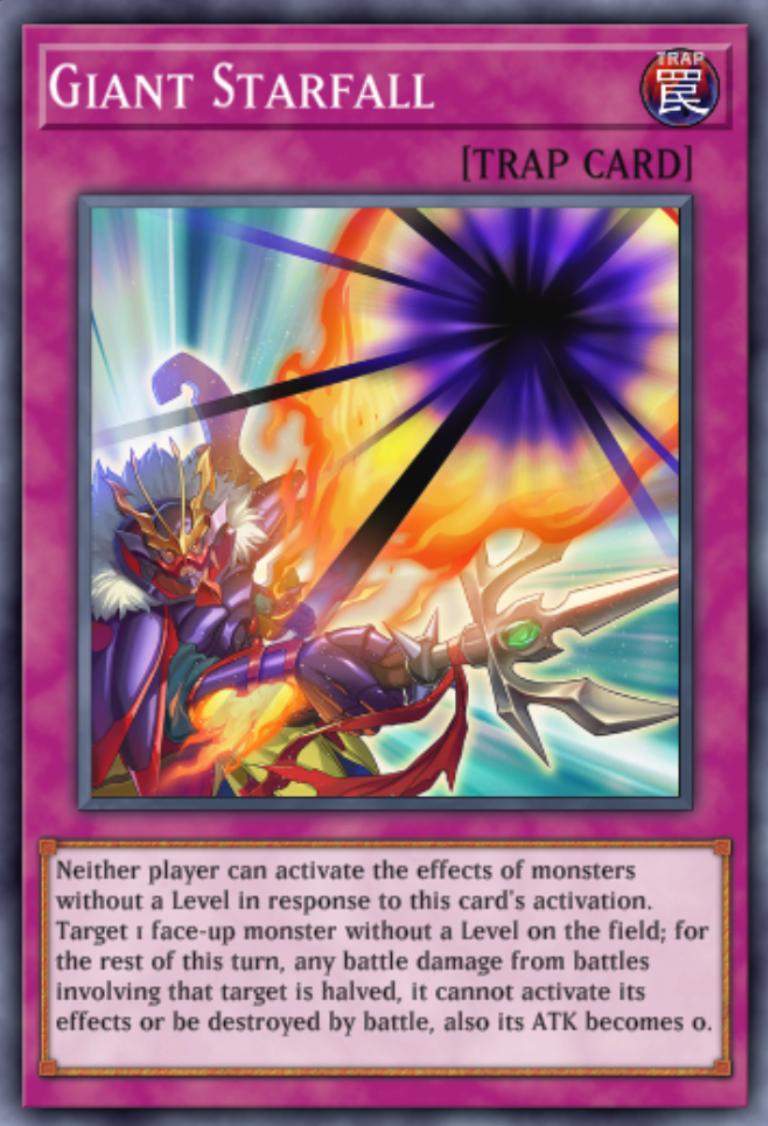 GIANT STARFALL
TRAP
罠
[TRAP CARD]
Neither player can activate the effects of monsters
without a Level in response to this card's activation.
Target 1 face-up monster without a Level on the field; for
the rest of this turn, any battle damage from battles
involving that target is halved, it cannot activate its
effects or be destroyed by battle, also its ATK becomes 0.